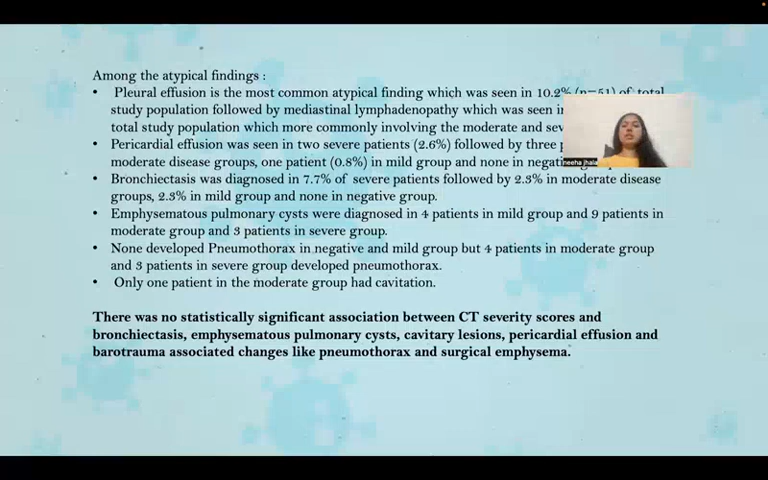 Among the atypical findings :
• Pleural effusion is the most common atypical finding which was seen in 10.2% (n=51) of total
study population followed by mediastinal lymphadenopathy which was seen in
total study population which more commonly involving the moderate and
Pericardial effusion was seen in two severe patients (2.6%) followed by three
moderate disease groups, one patient (0.8%) in mild group and none in
neeha jhala
• Bronchiectasis was diagnosed in 7.7% of severe patients followed by 2.3% in moderate disease
groups, 2.3% in mild group and none in negative group.
• Emphysematous pulmonary cysts were diagnosed in 4 patients in mild group and 9 patients in
moderate group and 3 patients in severe group.
• None developed Pneumothorax in negative and mild group but 4 patients in moderate group
and 3 patients in severe group developed pneumothorax.
• Only one patient in the moderate group had cavitation.
There was no statistically significant association between CT severity scores and
bronchiectasis, emphysematous pulmonary cysts, cavitary lesions, pericardial effusion and
barotrauma associated changes like pneumothorax and surgical emphysema.